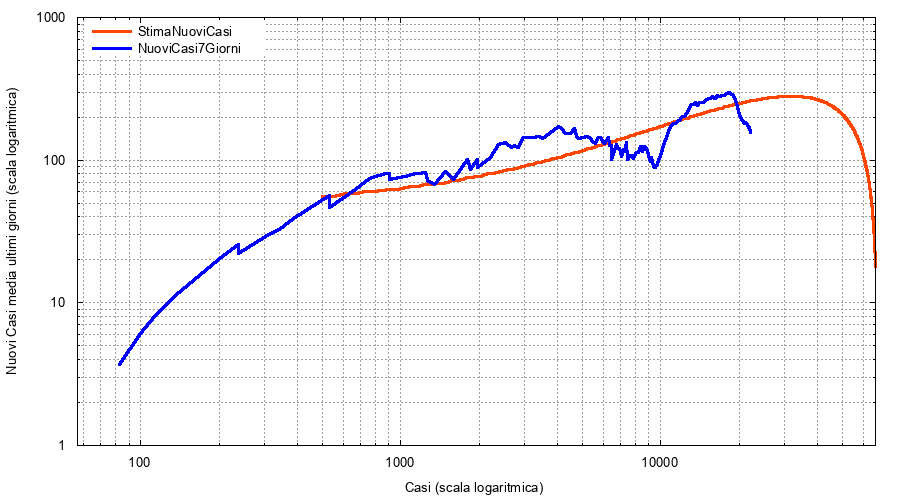 1000
100
10
1
StimaNuoviCasi
NuoviCasi7Giorni
Nuovi Casi media ultimi giorni (scala logaritmica)
100
1000
10000
Casi (scala logaritmica)